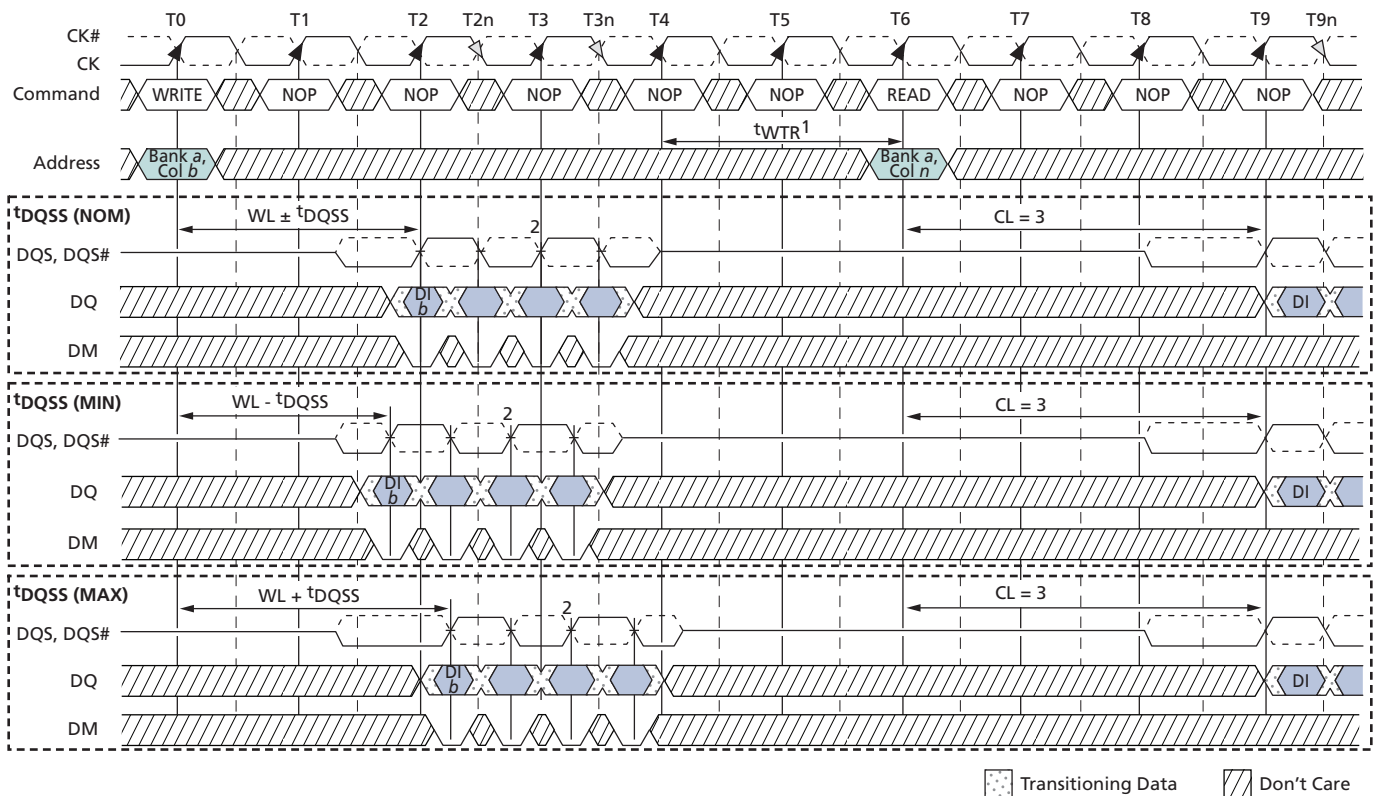 T0 T1 T2 T2n T3 T3n T4 T5 T6 T7 T8 T9 T9n
CK#
CK
Command WRITE NOP NOP NOP NOP NOP READ NOP NOP NOP
tWTR1
Address Bank a, Col b Bank a, Col n
tDQSS (NOM) WL ± tDQSS 2 CL = 3
DQS, DQS#
DQ DI b DI
DM
tDQSS (MIN) WL - tDQSS 2 CL = 3
DQS, DQS#
DQ DI b DI
DM
tDQSS (MAX) WL + tDQSS 2 CL = 3
DQS, DQS#
DQ DI b DI
DM
Transitioning Data Don't Care